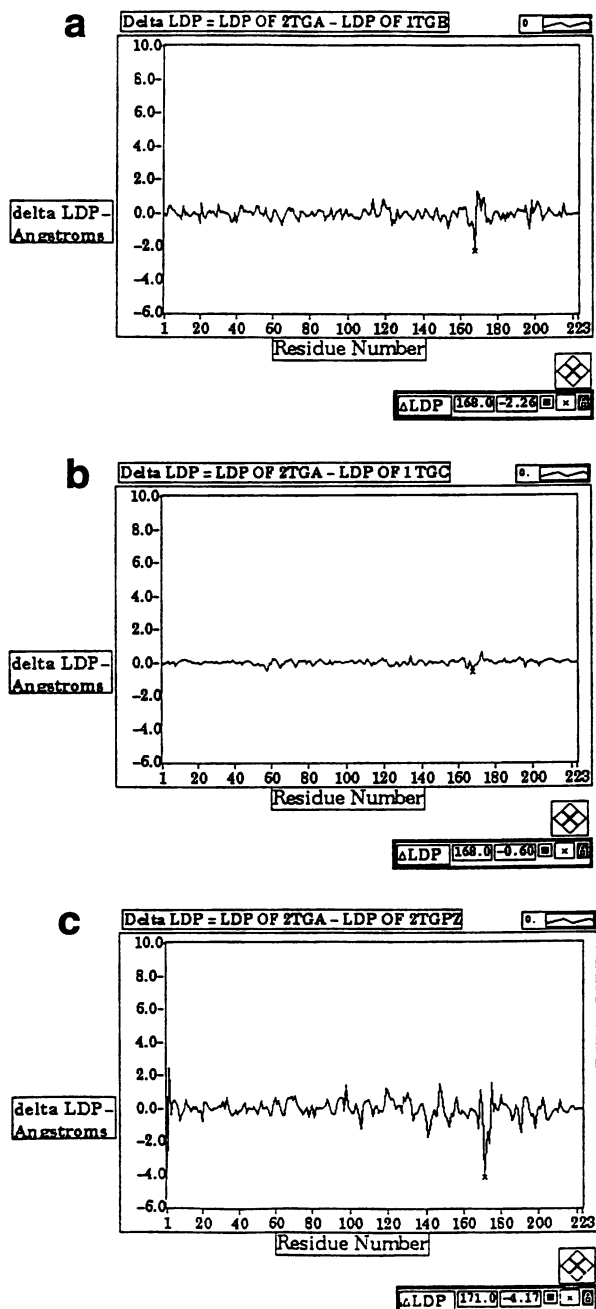 a
Delta LDP = LDP OF 2TGA – LDP OF 1TGB
0
10.0
8.0-
6.0-
4.0-
2.0-
0.0-
-2.0
-4.0
-6.0
delta LDP–
Angstroms
1 20 40 60 80 100 120 140 160 180 200 223
Residue Number
ΔLDP 168.0 -2.26 x
b
Delta LDP = LDP OF 2TGA – LDP OF 1 TGC
0.
10.0
8.0-
6.0-
4.0-
2.0
0.0-
-2.0
-4.0
-6.0
delta LDP–
Angstroms
1 20 40 60 80 100 120 140 160 180 200 223
Residue Number
ΔLDP 168.0 -0.60 x
c
Delta LDP = LDP OF 2TGA – LDP OF 2TGPZ
0.
10.0
8.0-
6.0-
4.0-
2.0-
0.0-
-2.0
-4.0
-6.0
delta LDP–
Angstroms
1 20 40 60 80 100 120 140 160 180 200 223
Residue Number
ΔLDP 171.0 -4.17 x